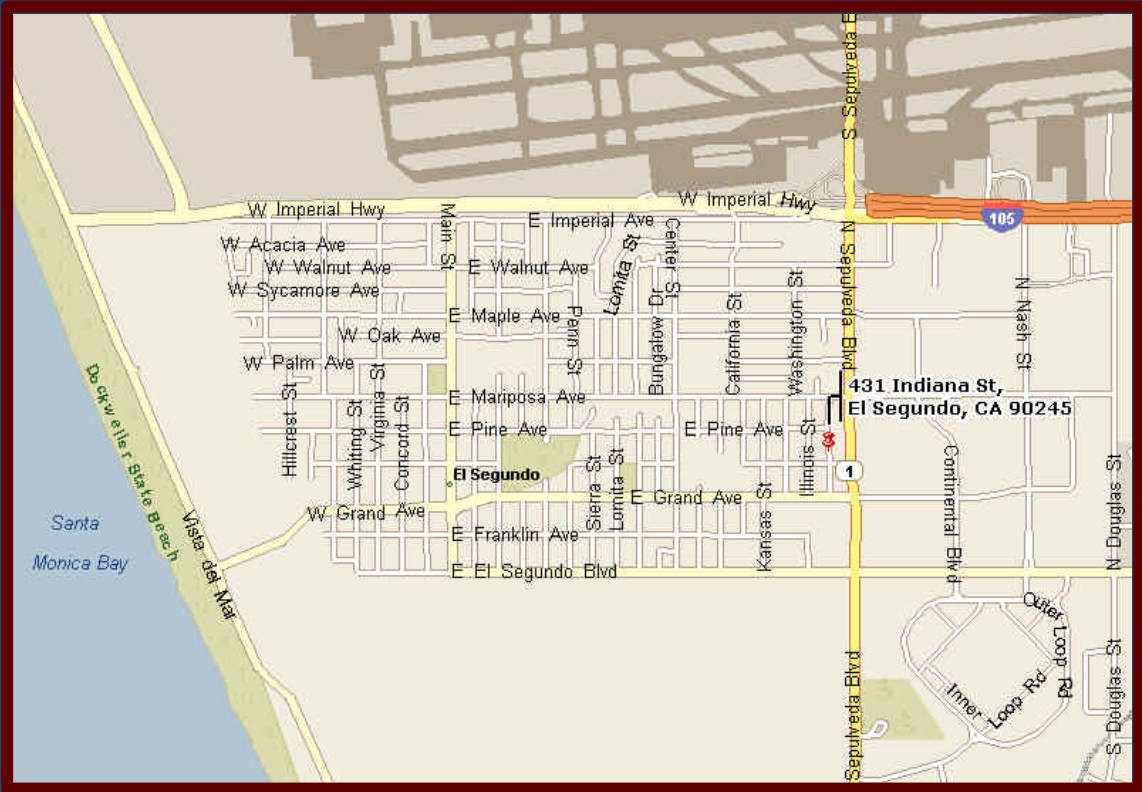 S Sepulveda E
W Imperial Hwy
W Imperial Hwy
E Imperial Ave
105
Main St
Center St
N Sepulveda Blvd
W Acacia Ave
Lomita St
W Walnut Ave
E Walnut Ave
W Sycamore Ave
Washington St
N Nash St
E Maple Ave
Penn St
Bungalow Dr
California St
W Oak Ave
W Palm Ave
431 Indiana St,
El Segundo, CA 90245
Dockweiler State Beach
Hillcrest St
Virginia St
Whiting St
Concord St
E Mariposa Ave
E Pine Ave
E Pine Ave
Illinois St
El Segundo
1
Continental Blvd
N Douglas St
Sierra St
Lomita St
E Grand Ave
Kansas St
W Grand Ave
Santa
Monica Bay
Vista del Mar
E Franklin Ave
E El Segundo Blvd
Outer Loop Rd
Inner Loop Rd
S Douglas St
Sepulveda Blvd